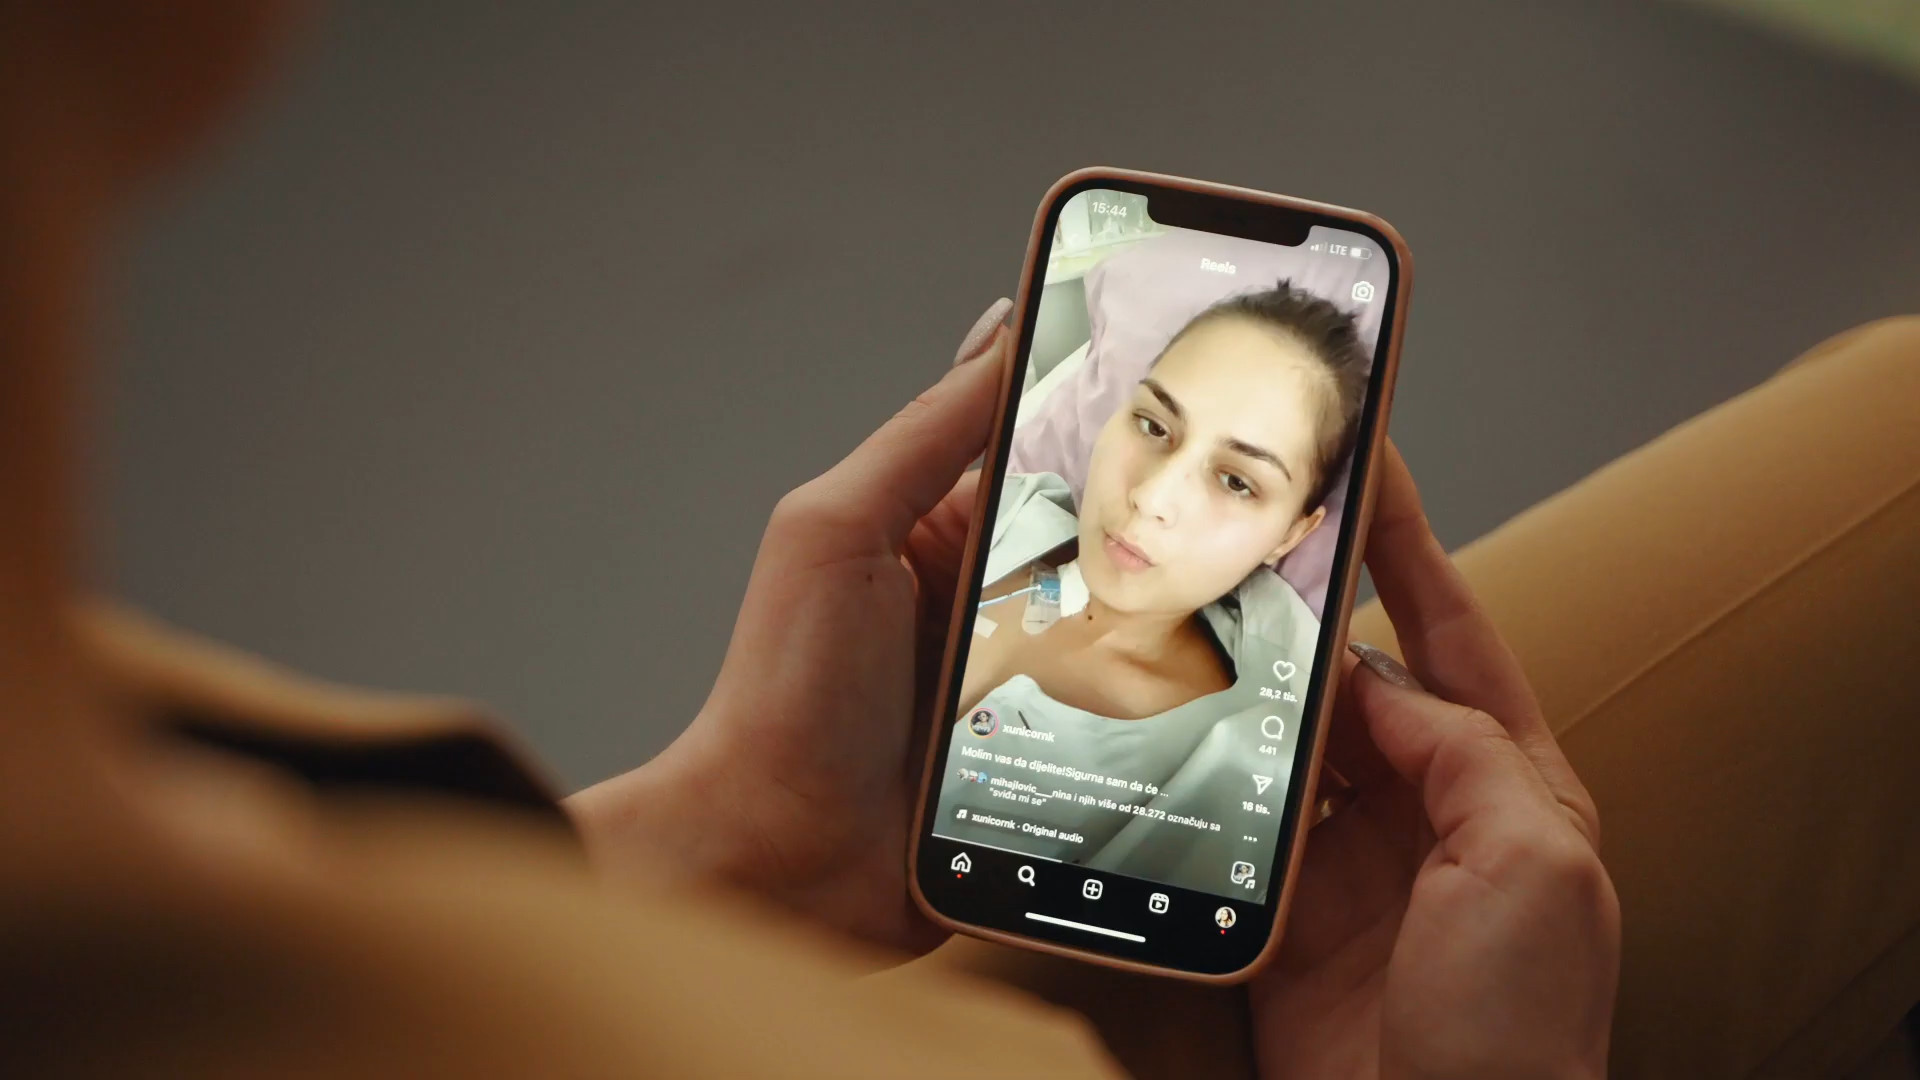 15:44
LTE
Reels
28,2 tis.
441
16 tis.
xunicornk
Molim vas da dijelite!Sigurna sam da će ...
mihajlovic___nina i njih više od 28.272 označuju sa
"sviđa mi se"
xunicornk · Original audio